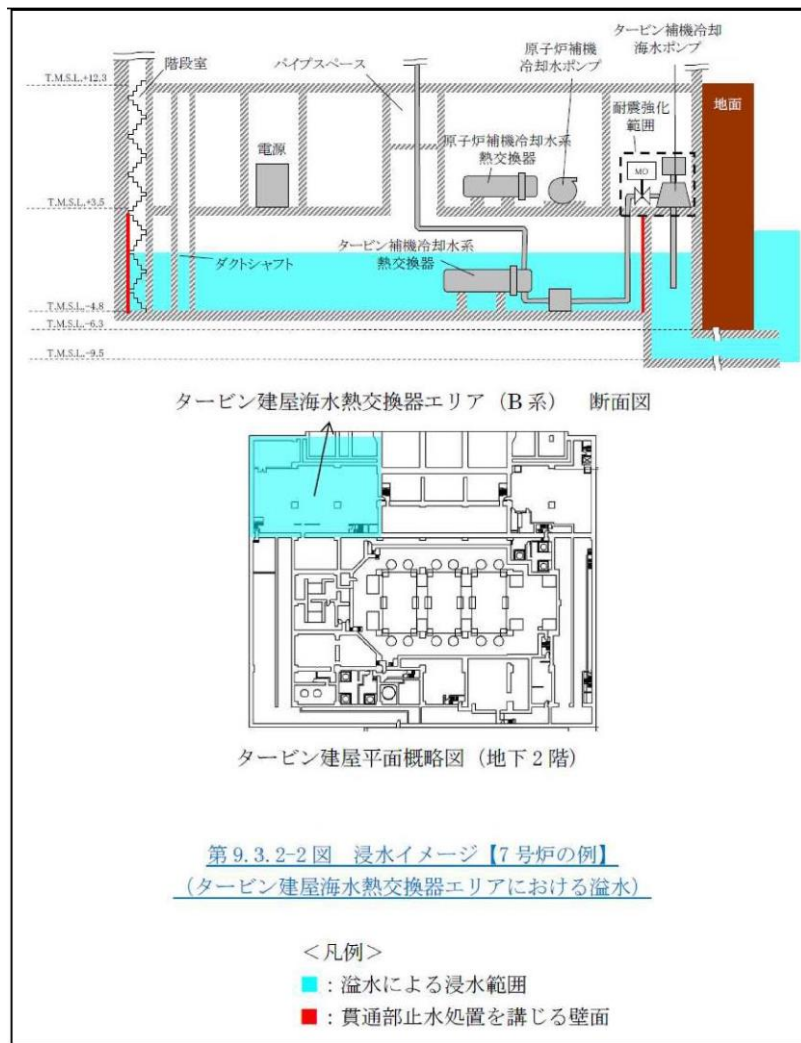 タービン補機冷却
海水ポンプ
原子炉補機
冷却水ポンプ
T.M.S.L.+12.3
階段室
パイプスペース
地面
耐震強化
範囲
電源
原子炉補機冷却水系
熱交換器
MO
T.M.S.L.+3.5
ダクトシャフト
タービン補機冷却水系
熱交換器
T.M.S.L.-4.8
T.M.S.L.-6.3
T.M.S.L.-9.5
タービン建屋海水熱交換器エリア（B系） 断面図
タービン建屋平面概略図（地下2階）
第9.3.2-2図 浸水イメージ【7号炉の例】
（タービン建屋海水熱交換器エリアにおける溢水）
＜凡例＞
■：溢水による浸水範囲
■：貫通部止水処置を講じる壁面